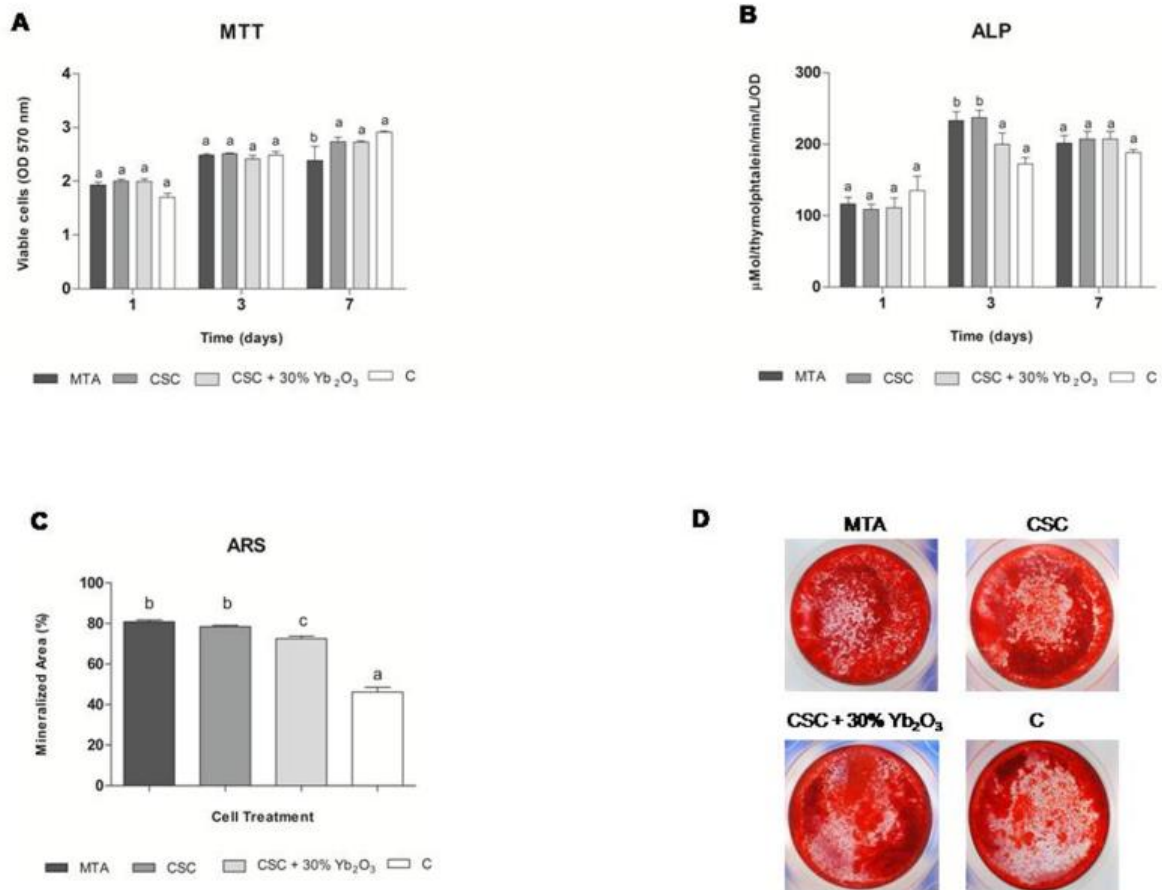 A
MTT
Viable cells (OD 570 nm)
4
3
2
1
0
a a a a
a a a a
b a a a
1 3 7
Time (days)
MTA CSC CSC + 30% Yb₂O₃ C
B
ALP
µMol/thymolphtalein/min/L/OD
300
200
100
0
a a a a
b b a a
a a a a
1 3 7
Time (days)
MTA CSC CSC + 30% Yb₂O₃ C
C
ARS
Mineralized Area (%)
100
80
60
40
20
0
b b c a
Cell Treatment
MTA CSC CSC + 30% Yb₂O₃ C
D
MTA CSC
CSC + 30% Yb₂O₃ C